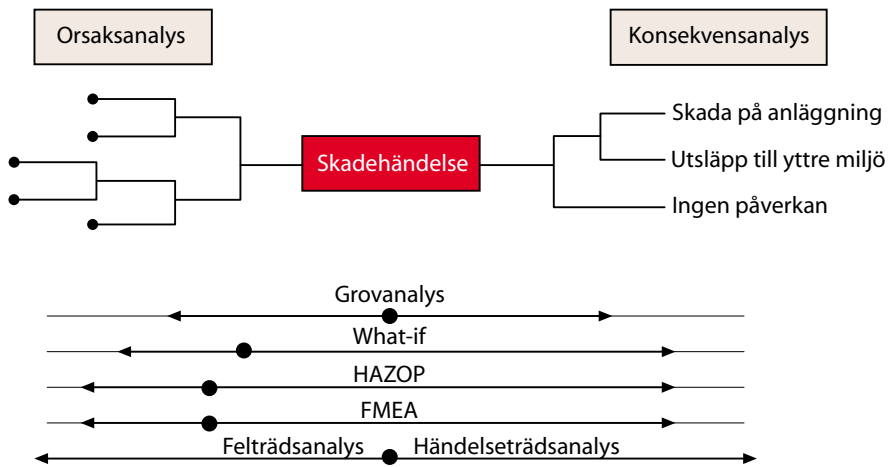 Orsaksanalys
Konsekvensanalys
Skadehändelse
Skada på anläggning
Utsläpp till yttre miljö
Ingen påverkan
Grovanalys
What-if
HAZOP
FMEA
Felträdsanalys Händelseträdsanalys